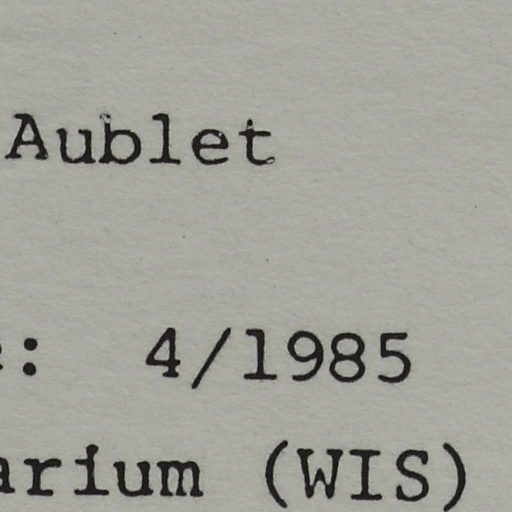 Aublet
: 4/1985
arium (WIS)